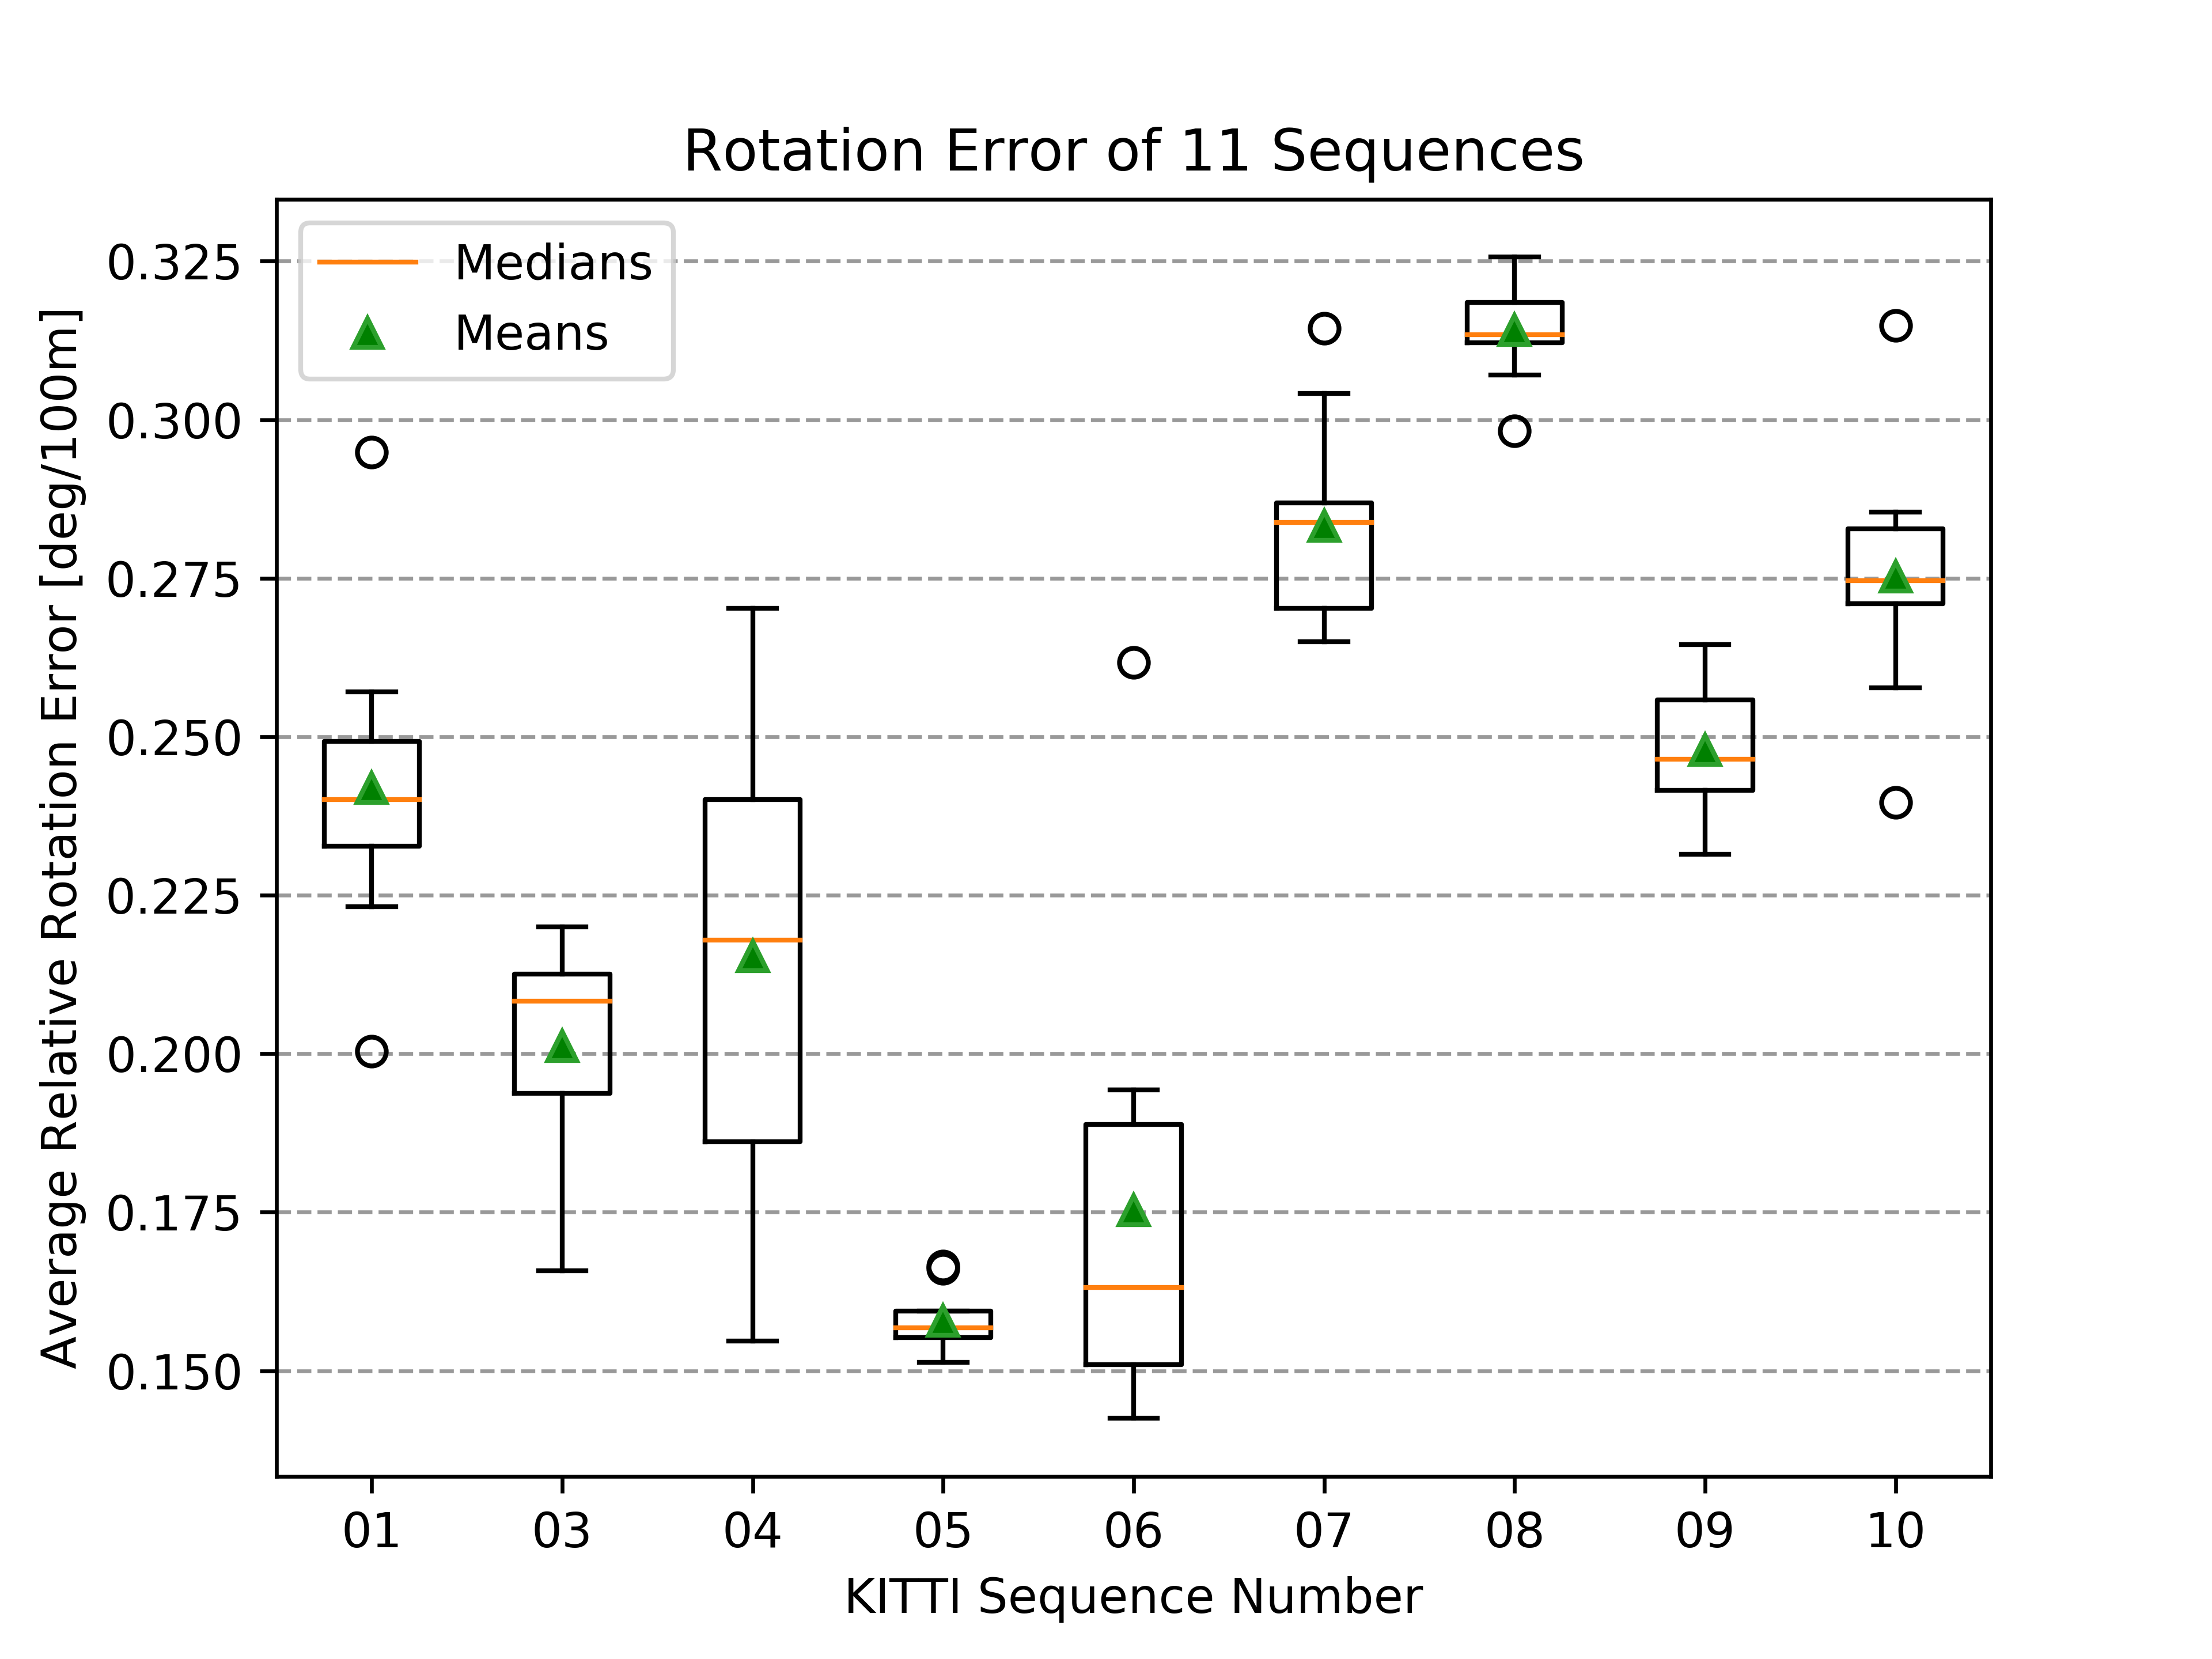 Rotation Error of 11 Sequences
Medians
Means
Average Relative Rotation Error [deg/100m]
0.325
0.300
0.275
0.250
0.225
0.200
0.175
0.150
01 03 04 05 06 07 08 09 10
KITTI Sequence Number